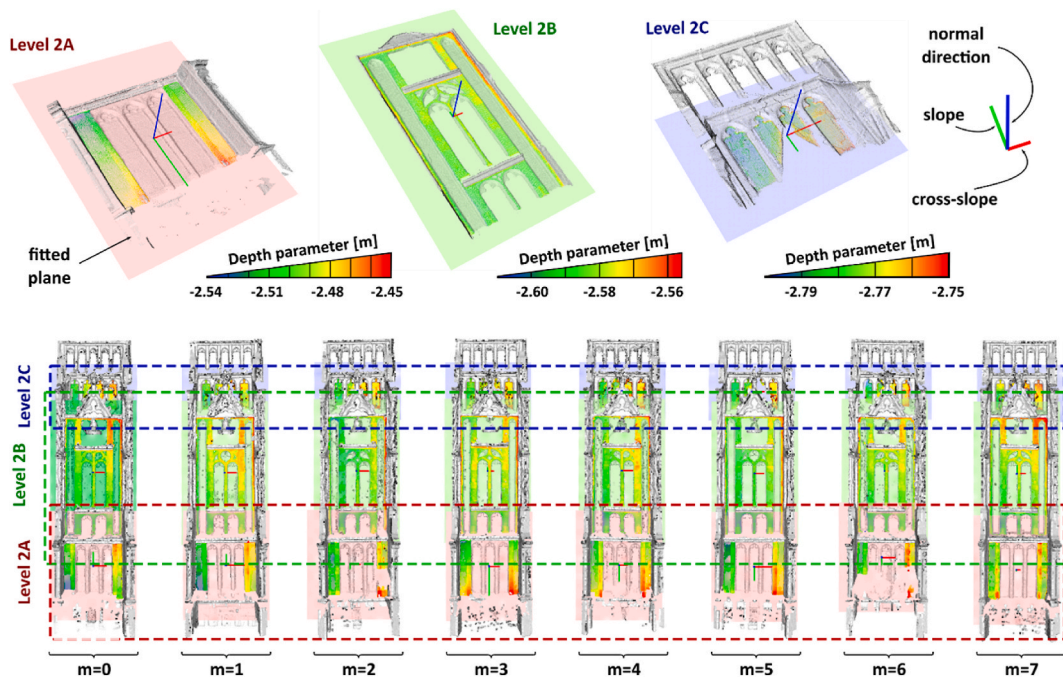 Level 2A
Level 2B
Level 2C
normal
direction
slope
cross-slope
fitted
plane
Depth parameter [m]
-2.54 -2.51 -2.48 -2.45
Depth parameter [m]
-2.60 -2.58 -2.56
Depth parameter [m]
-2.79 -2.77 -2.75
Level 2C
Level 2B
Level 2A
m=0 m=1 m=2 m=3 m=4 m=5 m=6 m=7